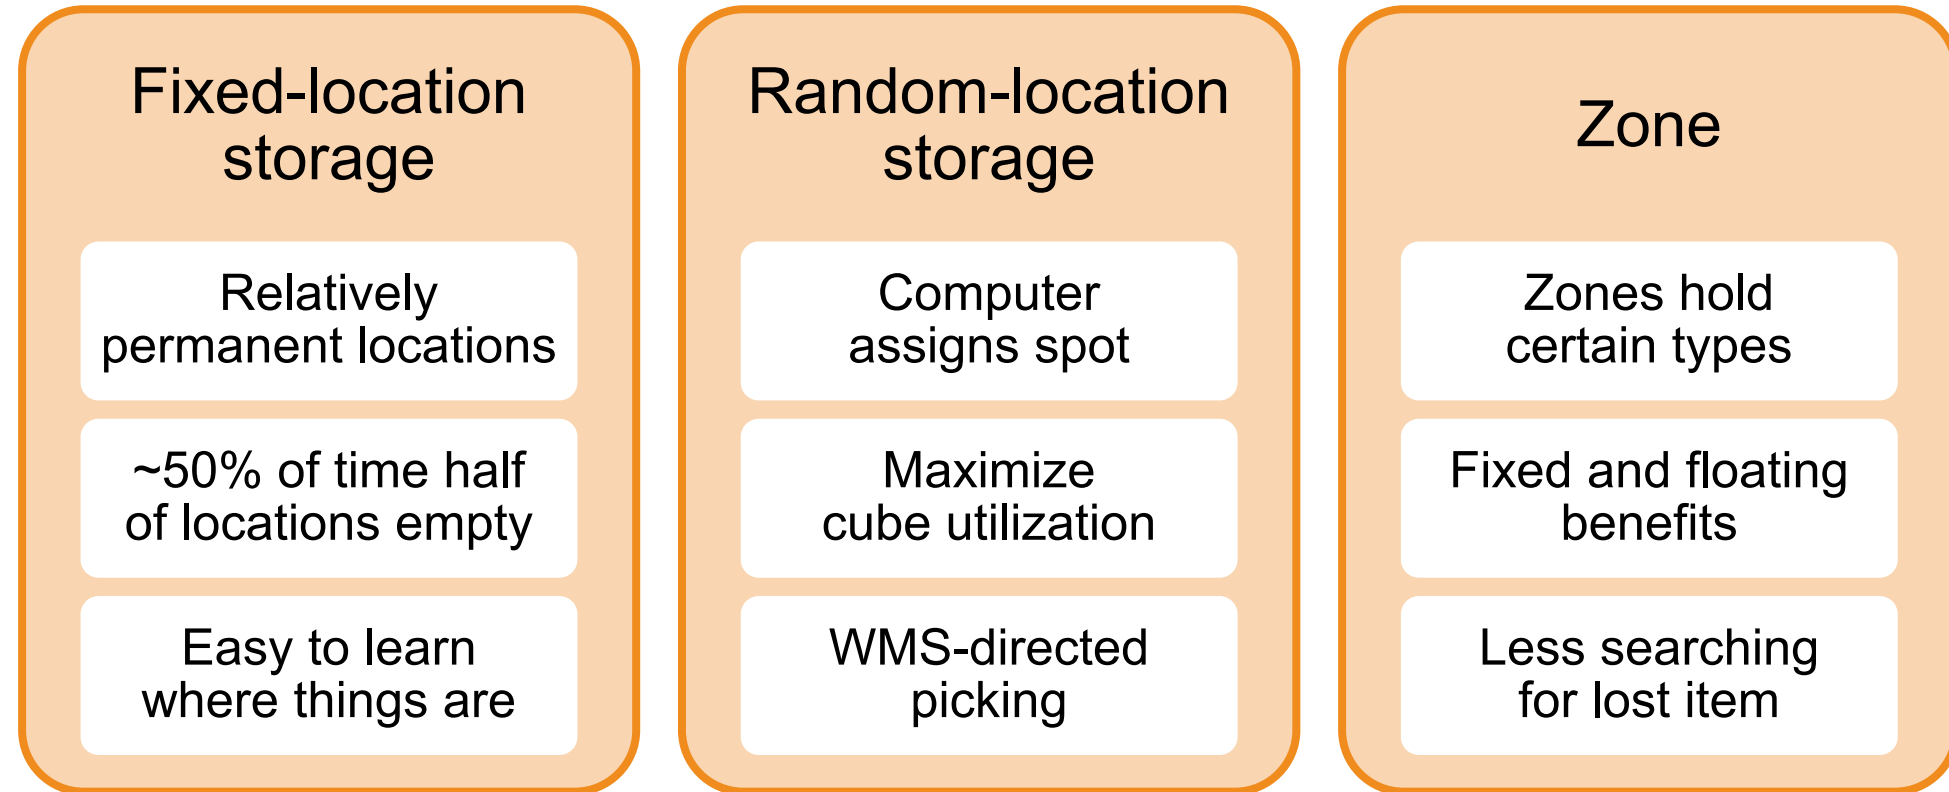 Fixed-location
storage
Relatively
permanent locations
~50% of time half
of locations empty
Easy to learn
where things are
Random-location
storage
Computer
assigns spot
Maximize
cube utilization
WMS-directed
picking
Zone
Zones hold
certain types
Fixed and floating
benefits
Less searching
for lost item